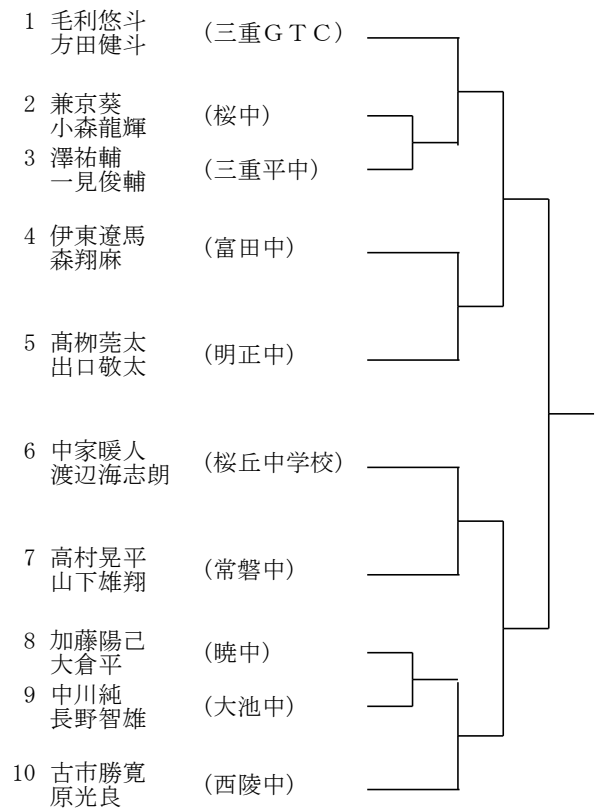 1 毛利悠斗 (三重GTC)
方田健斗
2 兼京葵 (桜中)
小森龍輝
3 澤祐輔 (三重平中)
一見俊輔
4 伊東遼馬 (富田中)
森翔麻
5 髙栁莞太 (明正中)
出口敬太
6 中家暖人 (桜丘中学校)
渡辺海志朗
7 高村晃平 (常磐中)
山下雄翔
8 加藤陽己 (暁中)
大倉平
9 中川純 (大池中)
長野智雄
10 古市勝寛 (西陵中)
原光良